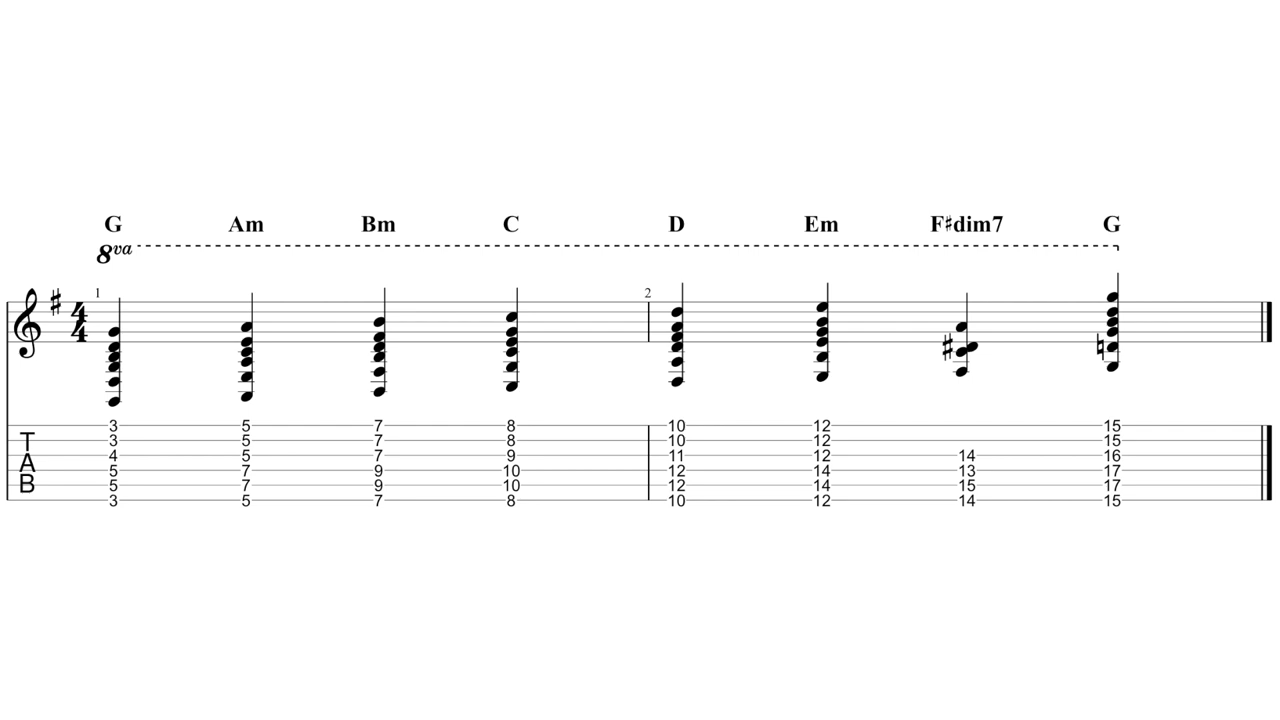 G Am Bm C D Em F♯dim7 G
8va
1 2
4
4
3 5 7 8 10 12 15
3 5 7 8 10 12 15
T 4 5 7 9 11 12 14 16
A 5 7 9 10 12 14 13 17
B 5 7 9 10 12 14 15 17
3 5 7 8 10 12 14 15